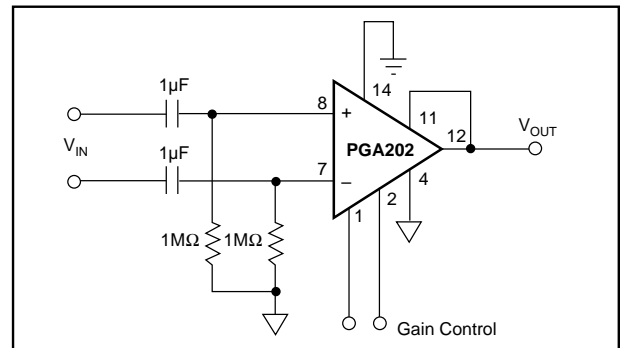 1µF
14
8
+
11
V_OUT
12
V_IN
1µF
PGA202
7
–
4
1
2
1MΩ
1MΩ
Gain Control